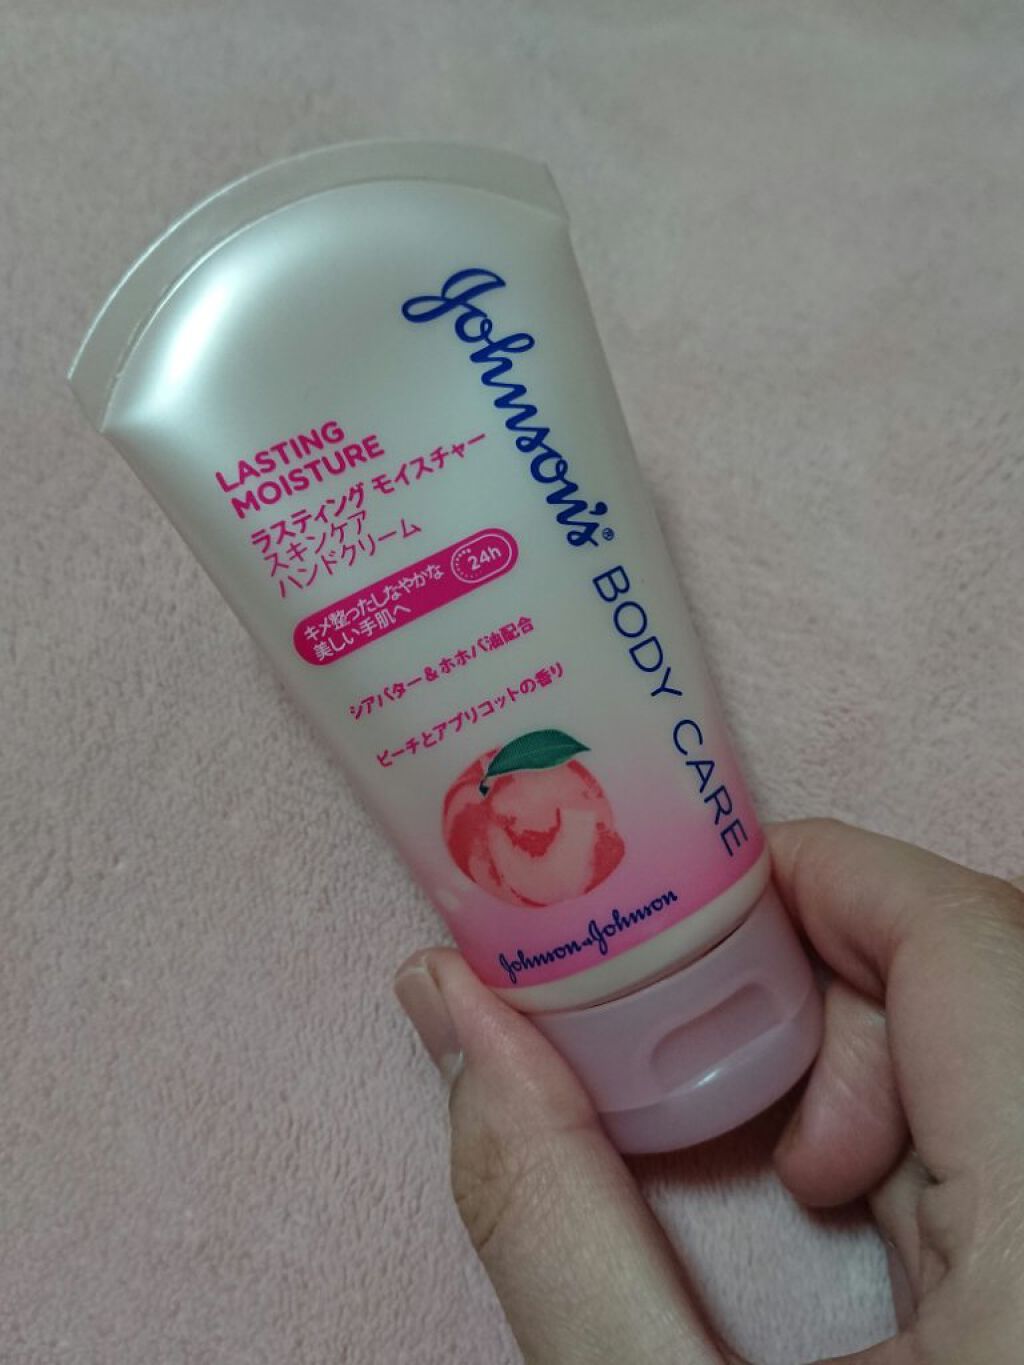 Johnson's® BODY CARE
LASTING
MOISTURE
ラスティング モイスチャー
スキンケア
ハンドクリーム
キメ整ったしなやかな
美しい手肌へ
24h
シアバター&ホホバ油配合
ピーチとアプリコットの香り
Johnson&Johnson